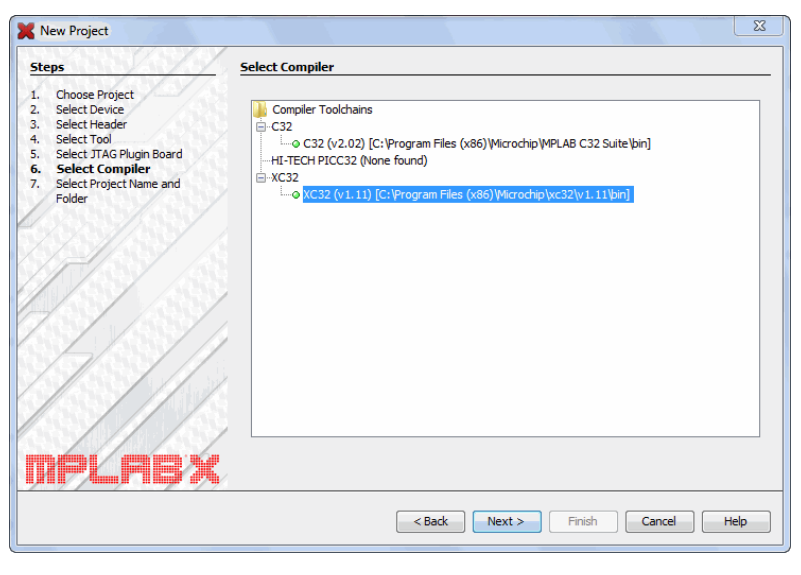 New Project
Steps
1. Choose Project
2. Select Device
3. Select Header
4. Select Tool
5. Select JTAG Plugin Board
6. Select Compiler
7. Select Project Name and
Folder
MPLAB X
Select Compiler
Compiler Toolchains
C32
C32 (v2.02) [C:\Program Files (x86)\Microchip\MPLAB C32 Suite\bin]
HI-TECH PICC32 (None found)
XC32
XC32 (v1.11) [C:\Program Files (x86)\Microchip\xc32\v1.11\bin]
< Back Next > Finish Cancel Help